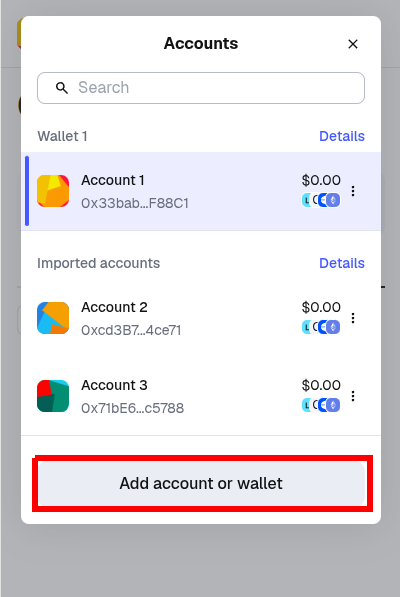 Accounts
Search
Wallet 1
Details
Account 1
$0.00
0x33bab...F88C1
Imported accounts
Details
Account 2
$0.00
0xcd3B7...4ce71
Account 3
$0.00
0x71bE6...c5788
Add account or wallet